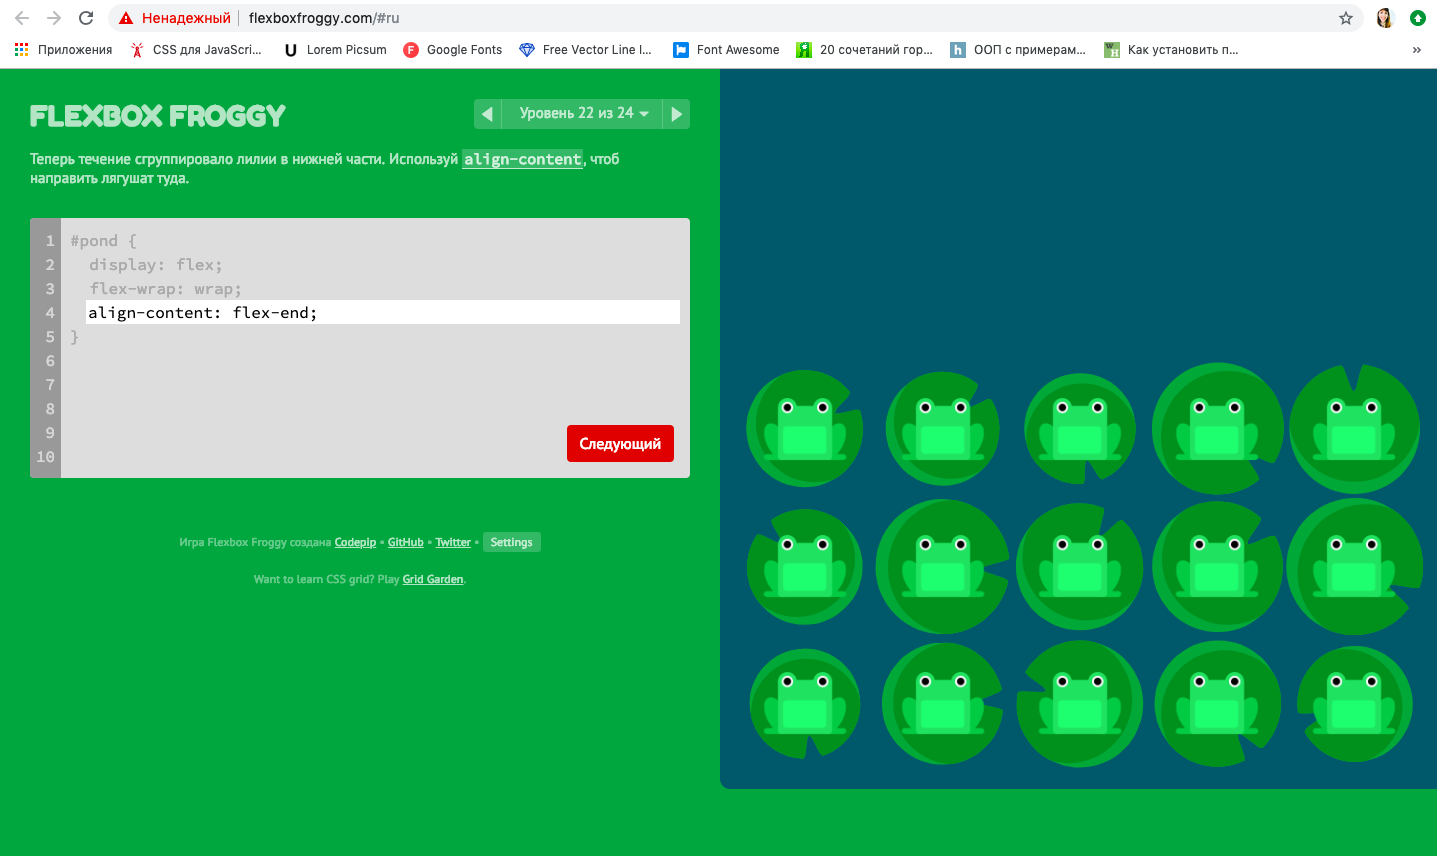 Ненадежный flexboxfroggy.com/#ru
Приложения CSS для JavaScri... Lorem Picsum Google Fonts Free Vector Line I... Font Awesome 20 сочетаний гор... ООП с примерам... Как установить п... »
FLEXBOX FROGGY
Уровень 22 из 24
Теперь течение сгруппировало лилии в нижней части. Используй align-content, чтоб
направить лягушат туда.
1 #pond {
2 display: flex;
3 flex-wrap: wrap;
4 align-content: flex-end;
5 }
6
7
8
9
10
Следующий
Игра Flexbox Froggy создана Codepip • GitHub • Twitter • Settings
Want to learn CSS grid? Play Grid Garden.